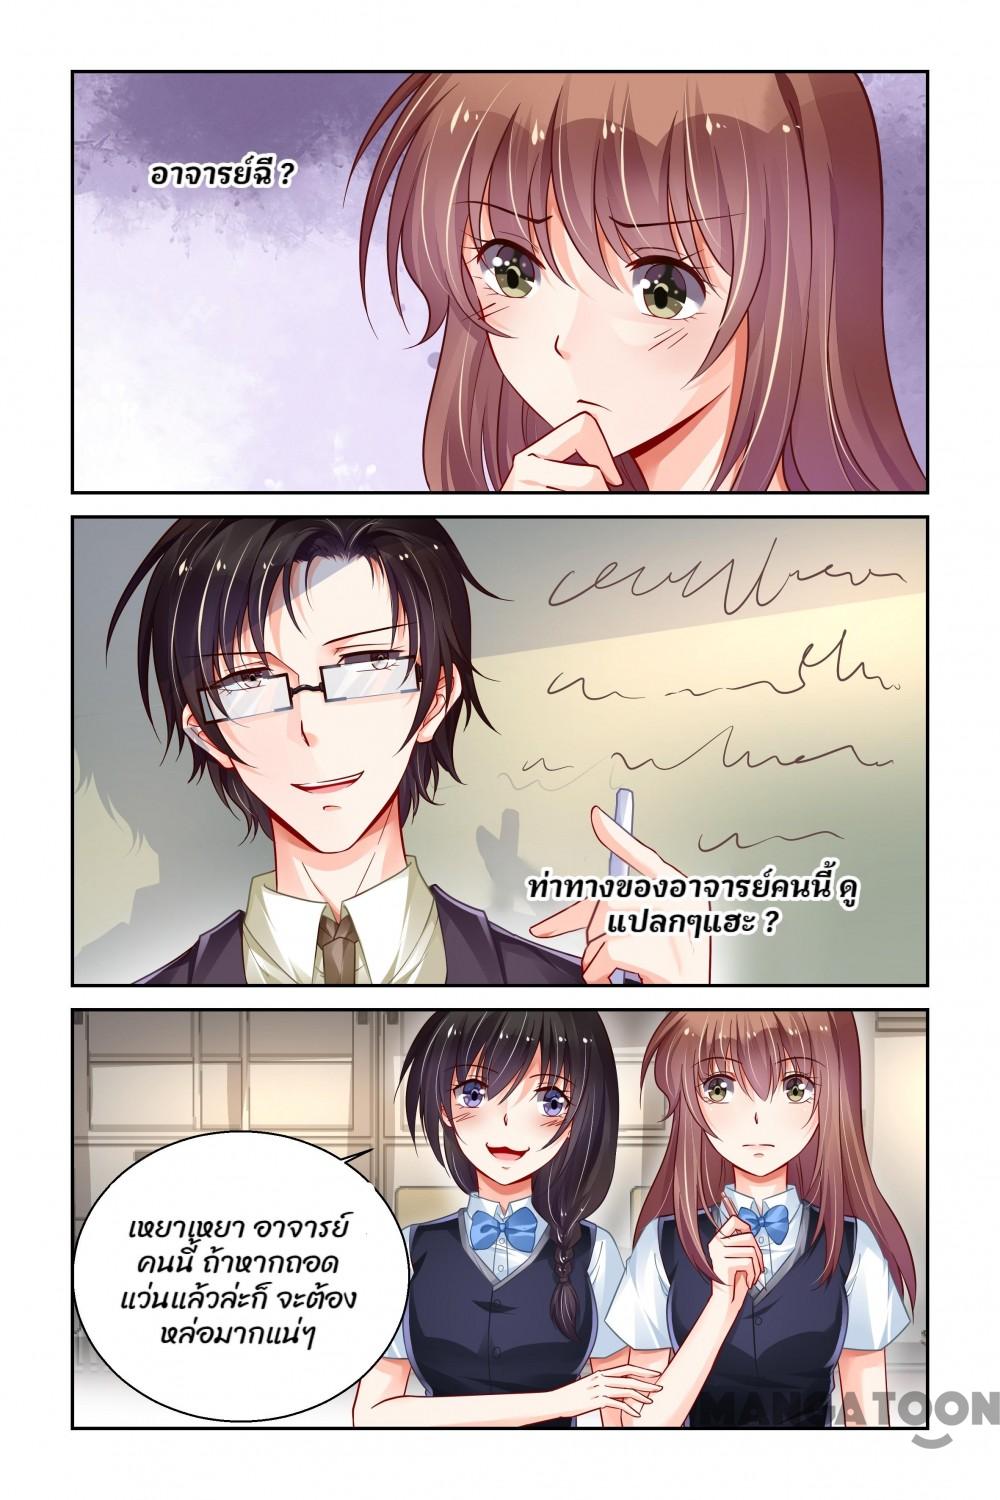 อาจารย์ฉี ?
ท่าทางของอาจารย์คนนี้ ดู
แปลกๆแฮะ ?
เหยาเหยา อาจารย์
คนนี้ ถ้าหากถอด
แว่นแล้วล่ะก็ จะต้อง
หล่อมากแน่ๆ
MANGATOON